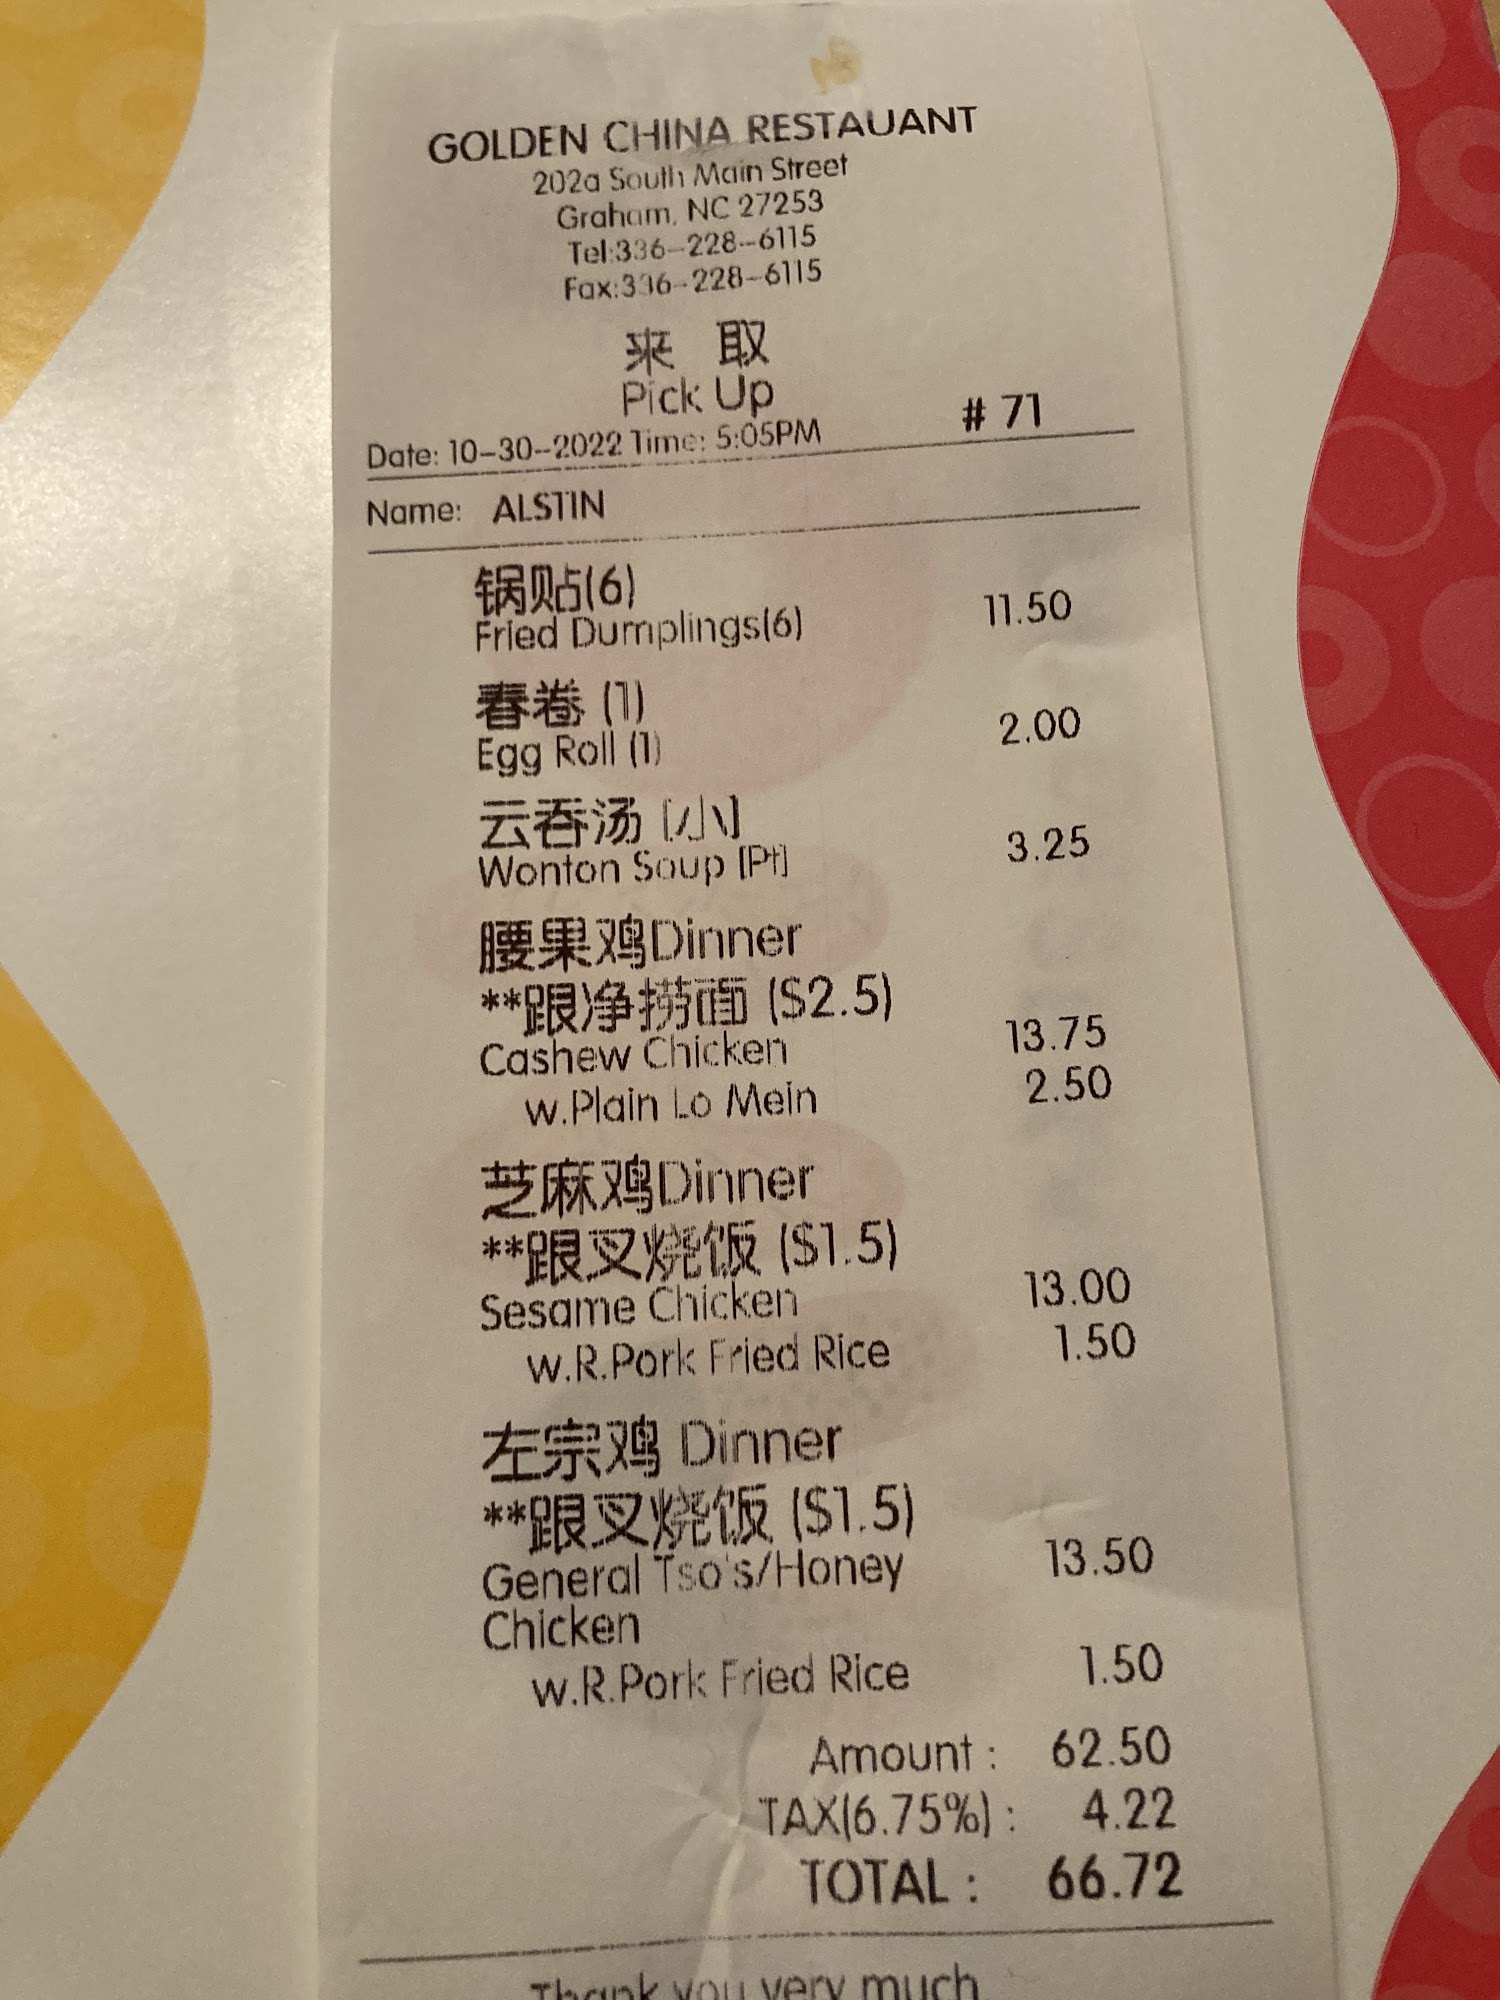 GOLDEN CHINA RESTAUANT
202a South Main Street
Graham, NC 27253
Tel:336-228-6115
Fax:336-228-6115
来 取
Pick Up
# 71
Date: 10-30-2022 Time: 5:05PM
Name: ALSTIN
锅贴(6)
Fried Dumplings(6) 11.50
春卷 (1)
Egg Roll (1) 2.00
云吞汤 [小]
Wonton Soup [Pt] 3.25
腰果鸡Dinner
**跟净捞面 ($2.5)
Cashew Chicken 13.75
w.Plain Lo Mein 2.50
芝麻鸡Dinner
**跟叉烧饭 ($1.5)
Sesame Chicken 13.00
w.R.Pork Fried Rice 1.50
左宗鸡 Dinner
**跟叉烧饭 ($1.5)
General Tso's/Honey 13.50
Chicken
w.R.Pork Fried Rice 1.50
Amount : 62.50
TAX(6.75%) : 4.22
TOTAL : 66.72
Thank you very much